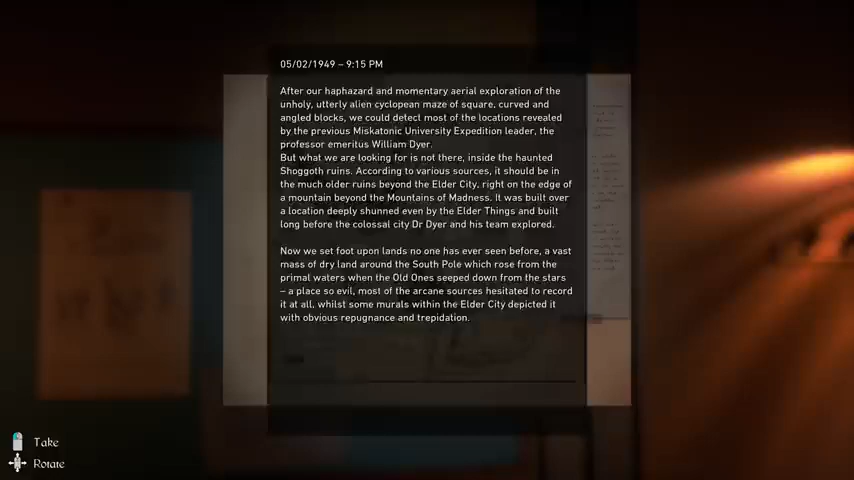 05/02/1949 – 9:15 PM
After our haphazard and momentary aerial exploration of the
unholy, utterly alien cyclopean maze of square, curved and
angled blocks, we could detect most of the locations revealed
by the previous Miskatonic University Expedition leader, the
professor emeritus William Dyer.
But what we are looking for is not there, inside the haunted
Shoggoth ruins. According to various sources, it should be in
the much older ruins beyond the Elder City, right on the edge of
a mountain beyond the Mountains of Madness. It was built over
a location deeply shunned even by the Elder Things and built
long before the colossal city Dr Dyer and his team explored.
Now we set foot upon lands no one has ever seen before, a vast
mass of dry land around the South Pole which rose from the
primal waters when the Old Ones seeped down from the stars
– a place so evil, most of the arcane sources hesitated to record
it at all, whilst some murals within the Elder City depicted it
with obvious repugnance and trepidation.
Take
Rotate